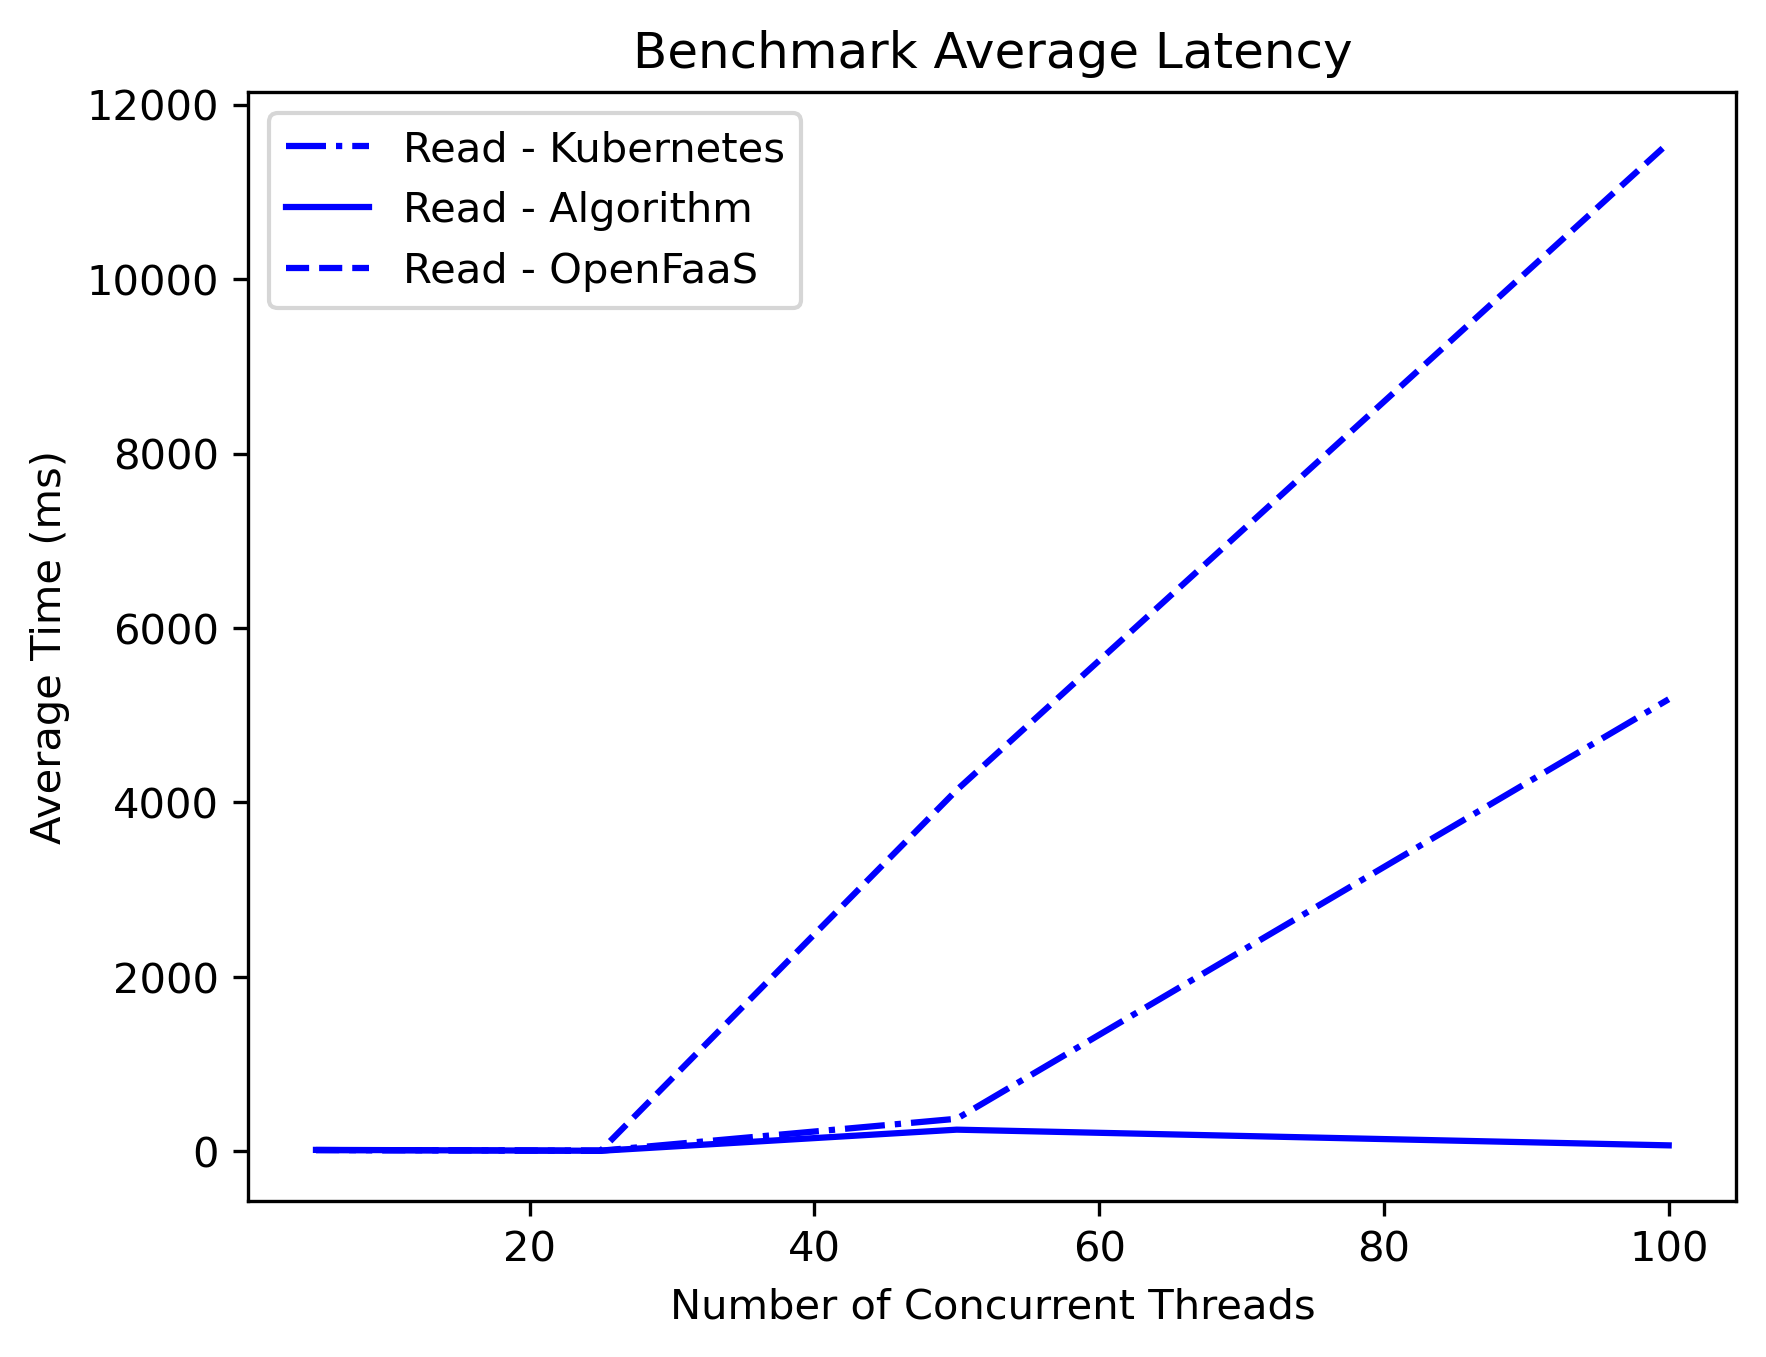 Benchmark Average Latency
12000
10000
8000
6000
4000
2000
0
Average Time (ms)
Read - Kubernetes
Read - Algorithm
Read - OpenFaaS
20 40 60 80 100
Number of Concurrent Threads